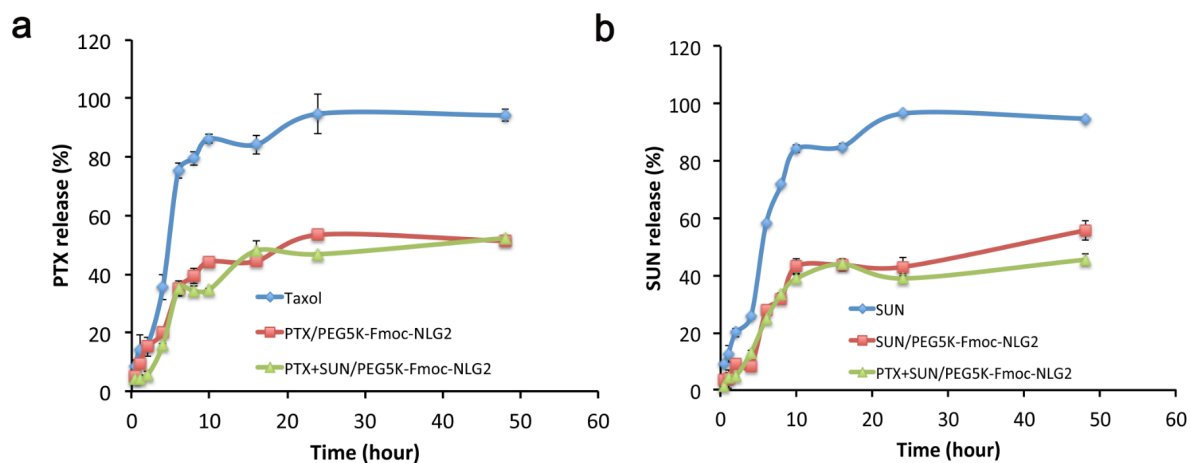 a
120
100
80
60
40
20
0
PTX release (%)
0 10 20 30 40 50 60
Time (hour)
Taxol
PTX/PEG5K-Fmoc-NLG2
PTX+SUN/PEG5K-Fmoc-NLG2
b
120
100
80
60
40
20
0
SUN release (%)
0 10 20 30 40 50 60
Time (hour)
SUN
SUN/PEG5K-Fmoc-NLG2
PTX+SUN/PEG5K-Fmoc-NLG2